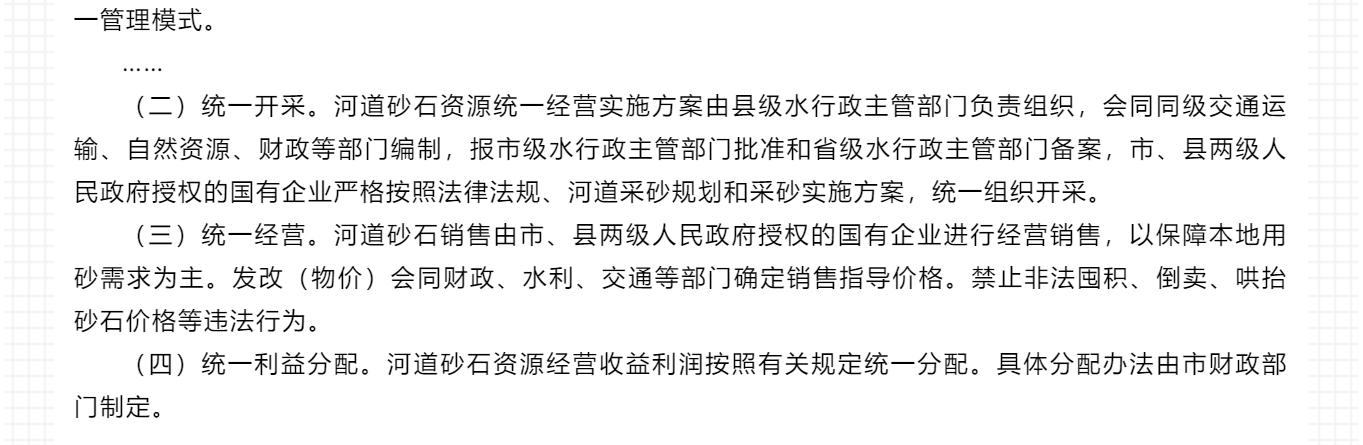 一管理模式。
……
（二）统一开采。河道砂石资源统一经营实施方案由县级水行政主管部门负责组织，会同同级交通运
输、自然资源、财政等部门编制，报市级水行政主管部门批准和省级水行政主管部门备案，市、县两级人
民政府授权的国有企业严格按照法律法规、河道采砂规划和采砂实施方案，统一组织开采。
（三）统一经营。河道砂石销售由市、县两级人民政府授权的国有企业进行经营销售，以保障本地用
砂需求为主。发改（物价）会同财政、水利、交通等部门确定销售指导价格。禁止非法囤积、倒卖、哄抬
砂石价格等违法行为。
（四）统一利益分配。河道砂石资源经营收益利润按照有关规定统一分配。具体分配办法由市财政部
门制定。